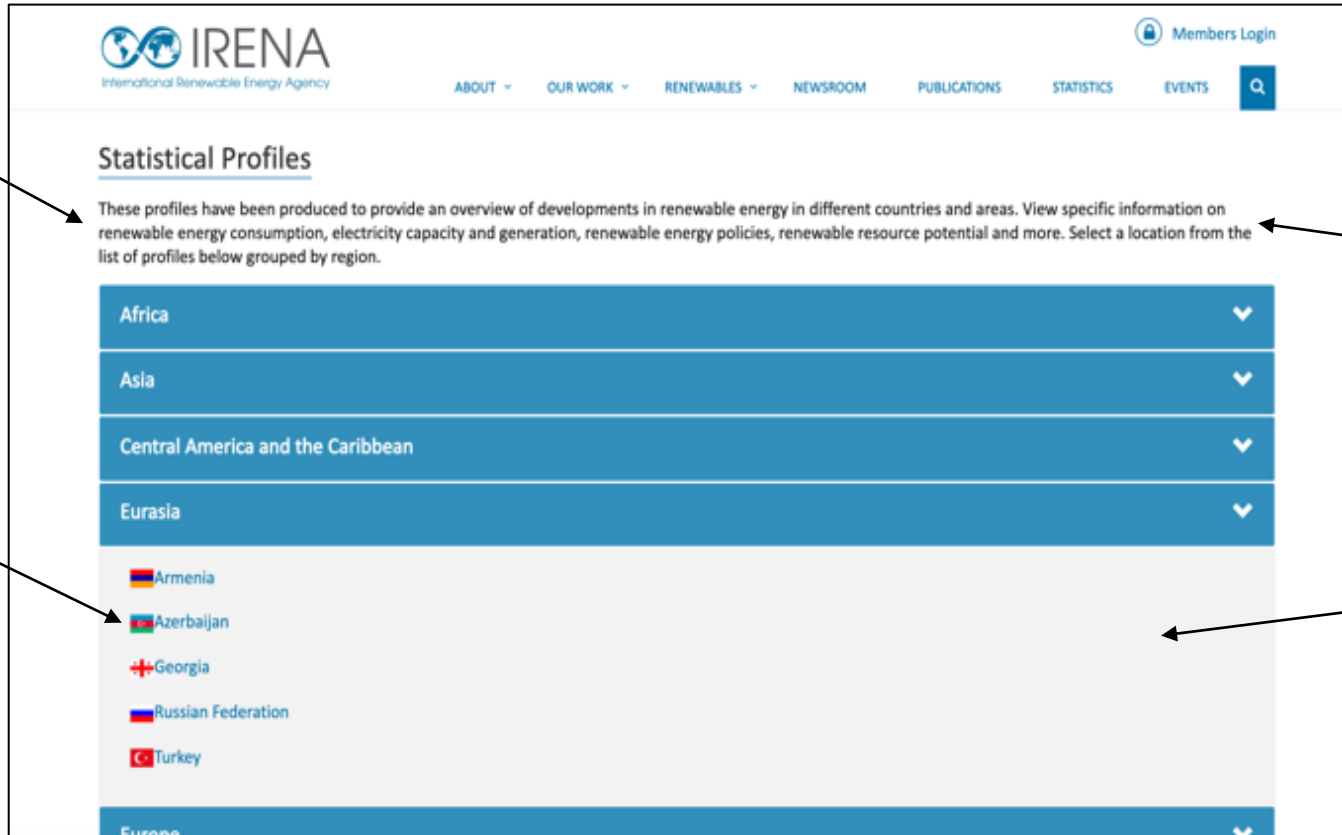 IRENA
International Renewable Energy Agency
Members Login
ABOUT OUR WORK RENEWABLES NEWSROOM PUBLICATIONS STATISTICS EVENTS
Statistical Profiles
These profiles have been produced to provide an overview of developments in renewable energy in different countries and areas. View specific information on
renewable energy consumption, electricity capacity and generation, renewable energy policies, renewable resource potential and more. Select a location from the
list of profiles below grouped by region.
Africa
Asia
Central America and the Caribbean
Eurasia
Armenia
Azerbaijan
Georgia
Russian Federation
Turkey
Europe